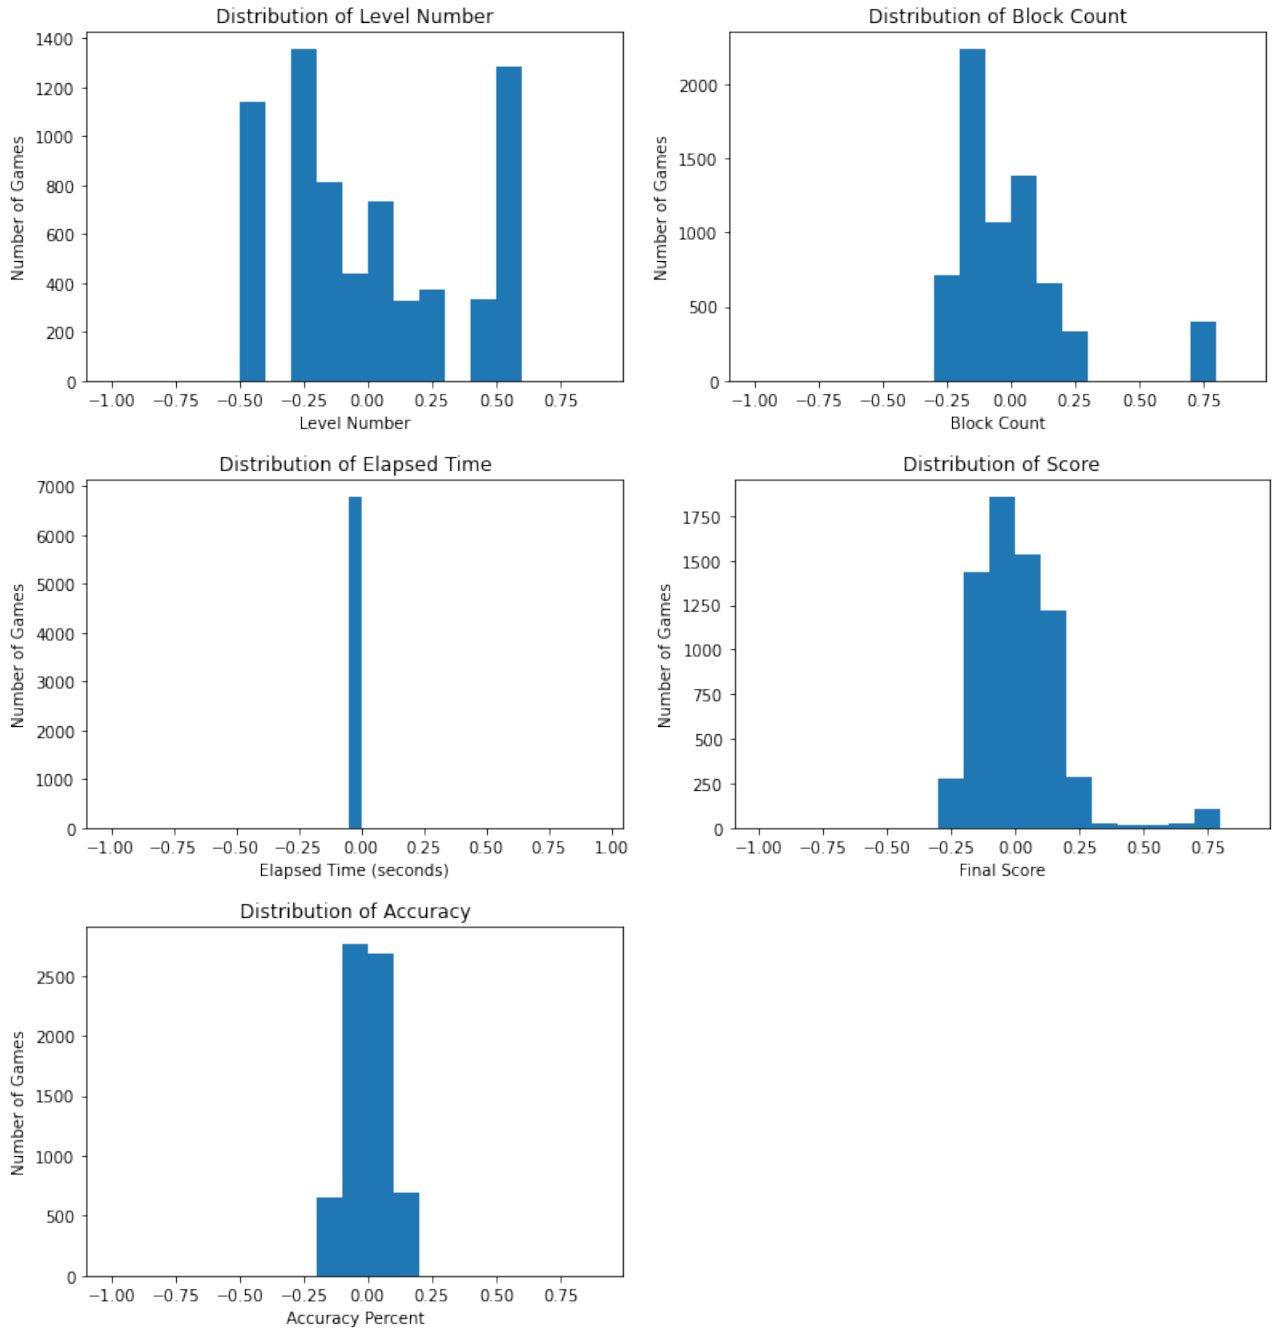 Distribution of Level Number
1400
1200
1000
800
600
400
200
0
Number of Games
−1.00 −0.75 −0.50 −0.25 0.00 0.25 0.50 0.75
Level Number
Distribution of Block Count
2000
1500
1000
500
0
Number of Games
−1.00 −0.75 −0.50 −0.25 0.00 0.25 0.50 0.75
Block Count
Distribution of Elapsed Time
7000
6000
5000
4000
3000
2000
1000
0
Number of Games
−1.00 −0.75 −0.50 −0.25 0.00 0.25 0.50 0.75 1.00
Elapsed Time (seconds)
Distribution of Score
1750
1500
1250
1000
750
500
250
0
Number of Games
−1.00 −0.75 −0.50 −0.25 0.00 0.25 0.50 0.75
Final Score
Distribution of Accuracy
2500
2000
1500
1000
500
0
Number of Games
−1.00 −0.75 −0.50 −0.25 0.00 0.25 0.50 0.75
Accuracy Percent